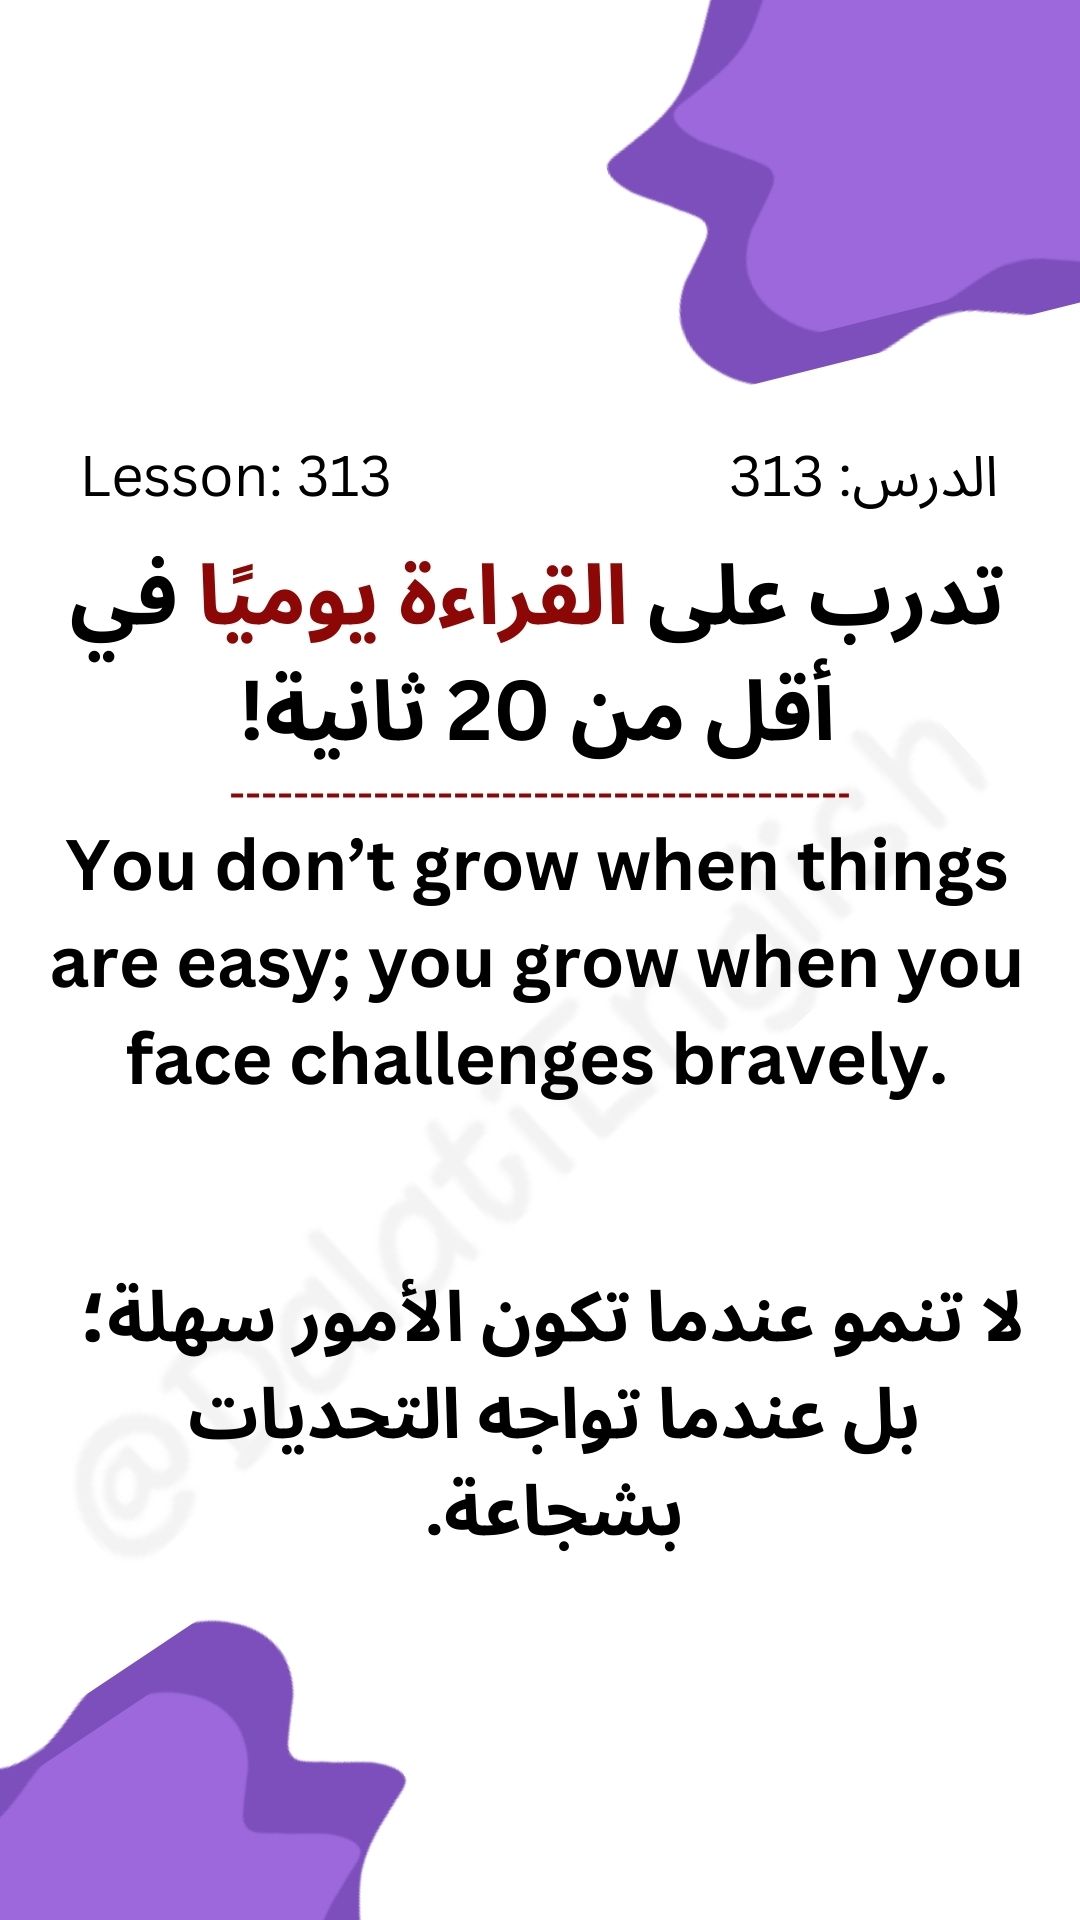 Lesson: 313
الدرس: 313
تدرب على القراءة يوميًا في
أقل من 20 ثانية!
---------------------------------------
You don’t grow when things
are easy; you grow when you
face challenges bravely.
لا تنمو عندما تكون الأمور سهلة؛
بل عندما تواجه التحديات
بشجاعة.
@DalatiEnglish